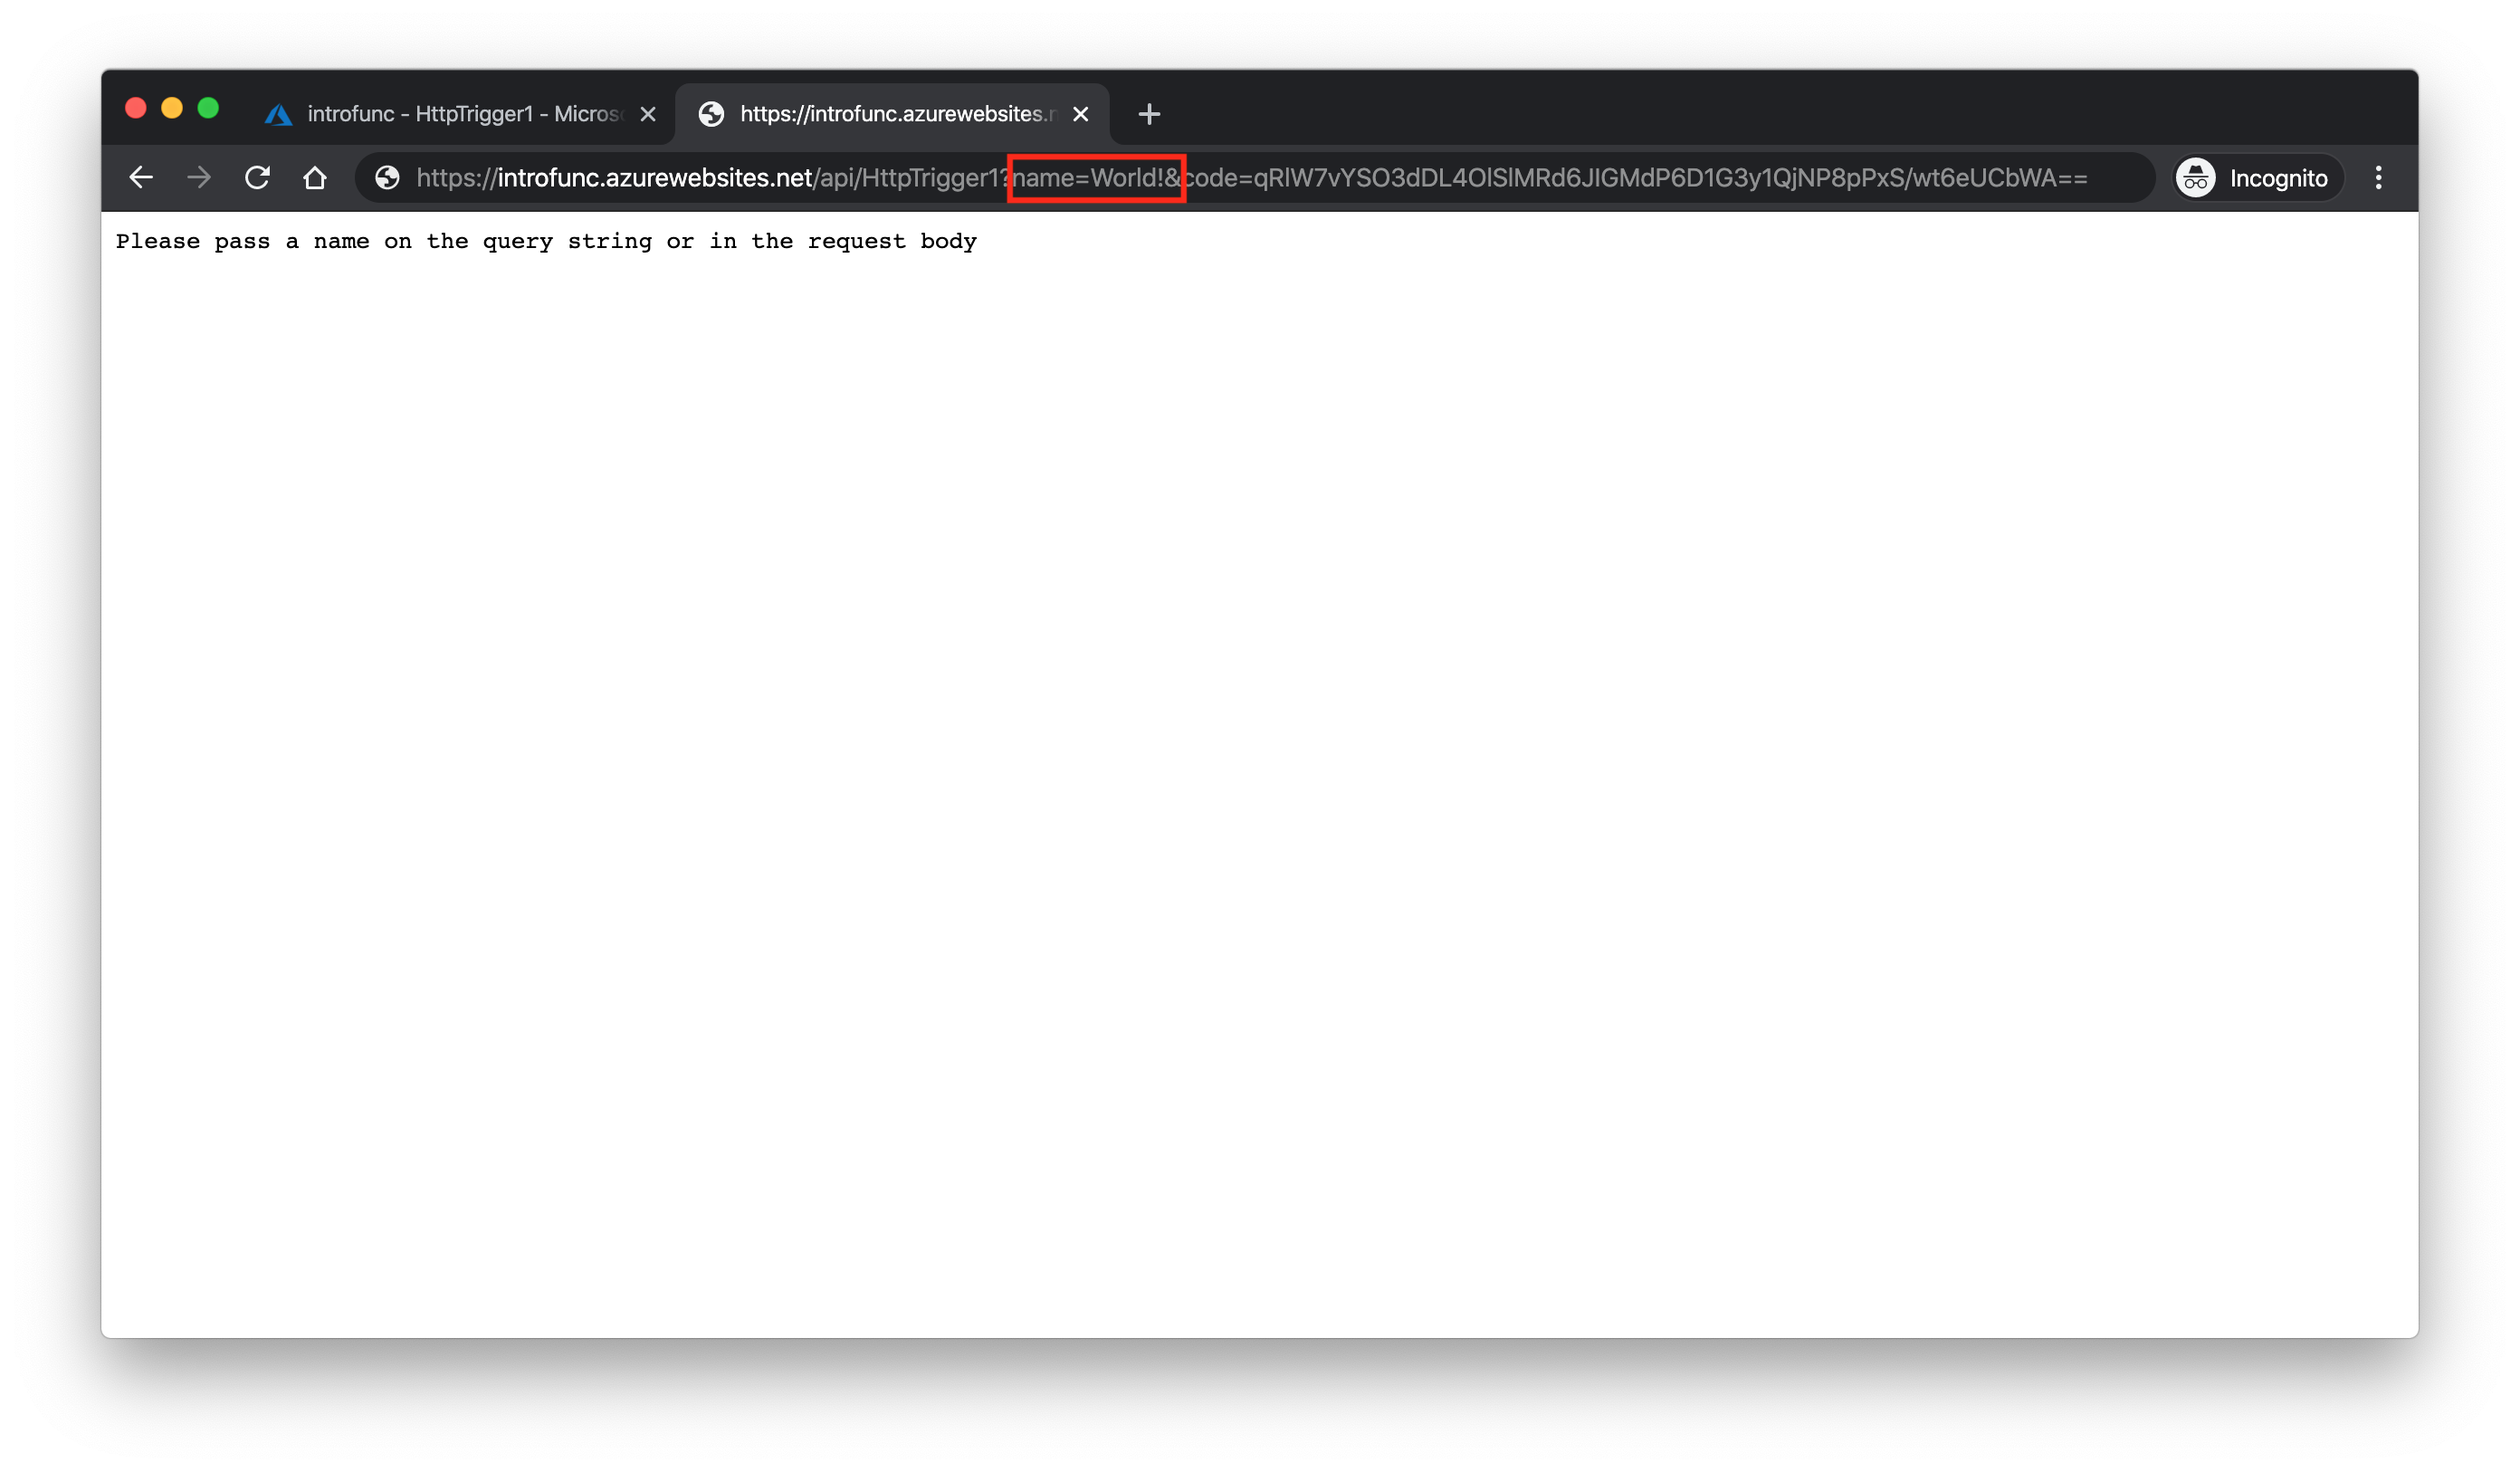 introfunc - HttpTrigger1 - Micros
https://introfunc.azurewebsites.n
https://introfunc.azurewebsites.net/api/HttpTrigger1?name=World!&code=qRlW7vYSO3dDL4OlSlMRd6JlGMdP6D1G3y1QjNP8pPxS/wt6eUCbWA==
Incognito
Please pass a name on the query string or in the request body